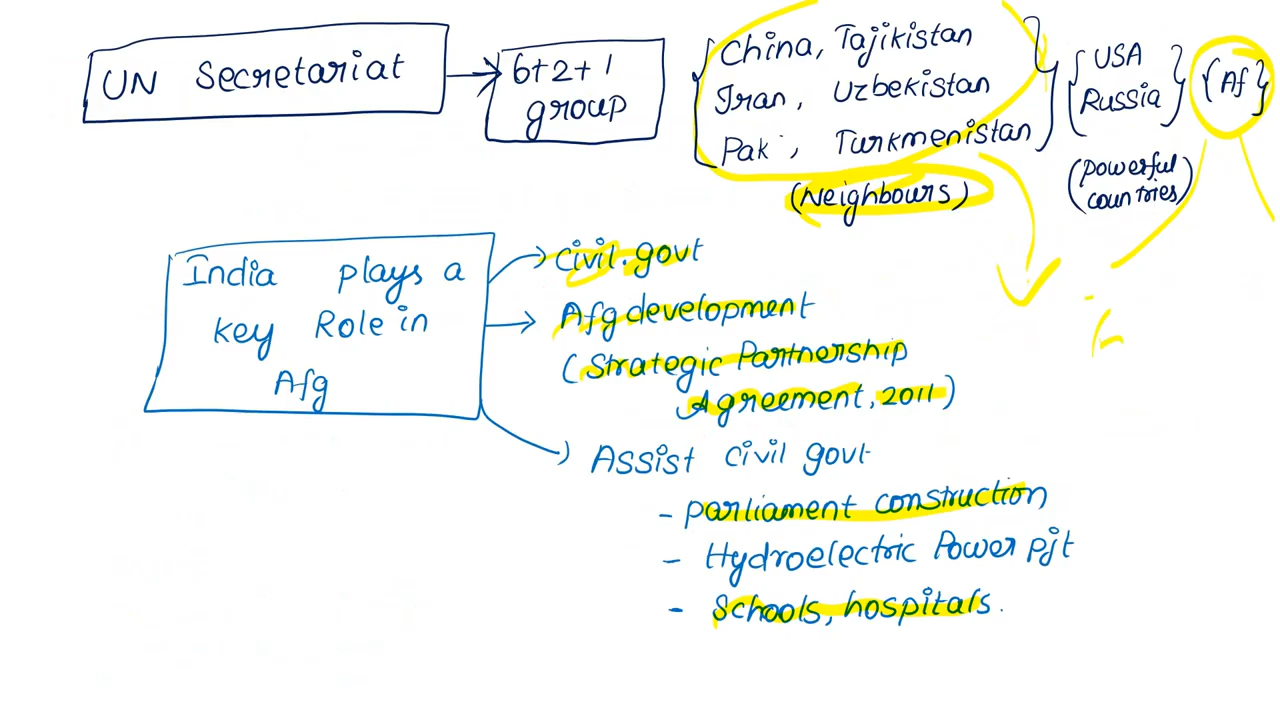 UN Secretariat
6+2+1
group
China, Tajikistan
Iran, Uzbekistan
Pak, Turkmenistan
(Neighbours)
USA
Russia
(Powerful
countries)
{Af}
India plays a
key Role in
Afg
Civil.govt
Afg development
(Strategic Partnership
Agreement, 2011)
Assist civil govt
- Parliament construction
- Hydroelectric Power pjt
- Schools, hospitals.